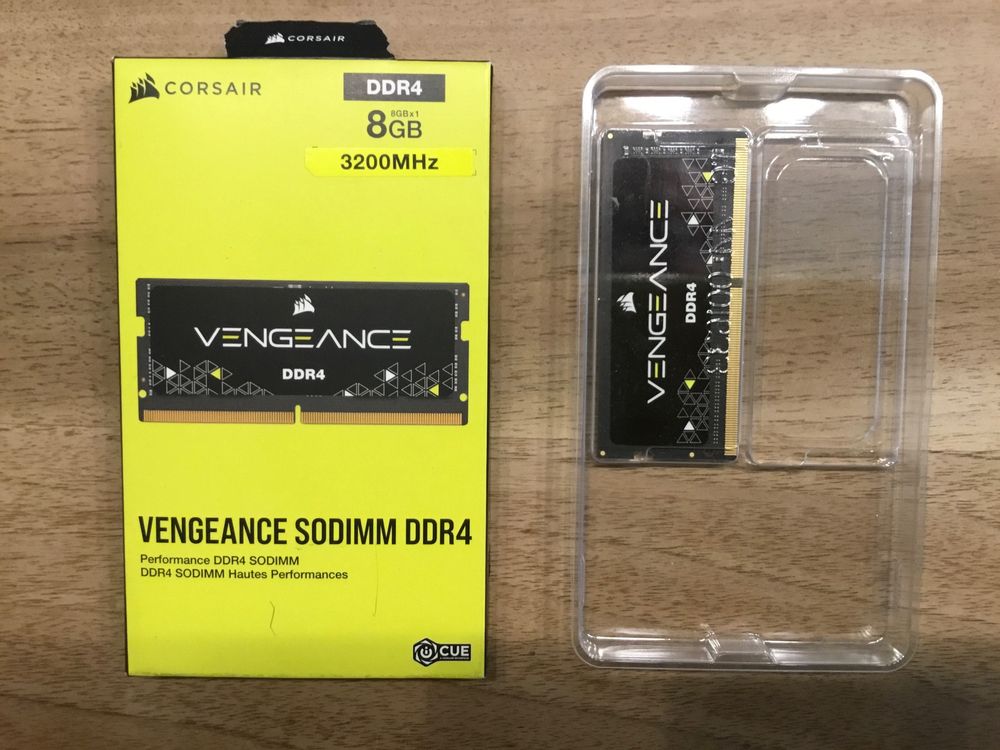 CORSAIR
CORSAIR
DDR4
8GBx1
8GB
3200MHz
VENGEANCE
DDR4
VENGEANCE SODIMM DDR4
Performance DDR4 SODIMM
DDR4 SODIMM Hautes Performances
iCUE
VENGEANCE
DDR4